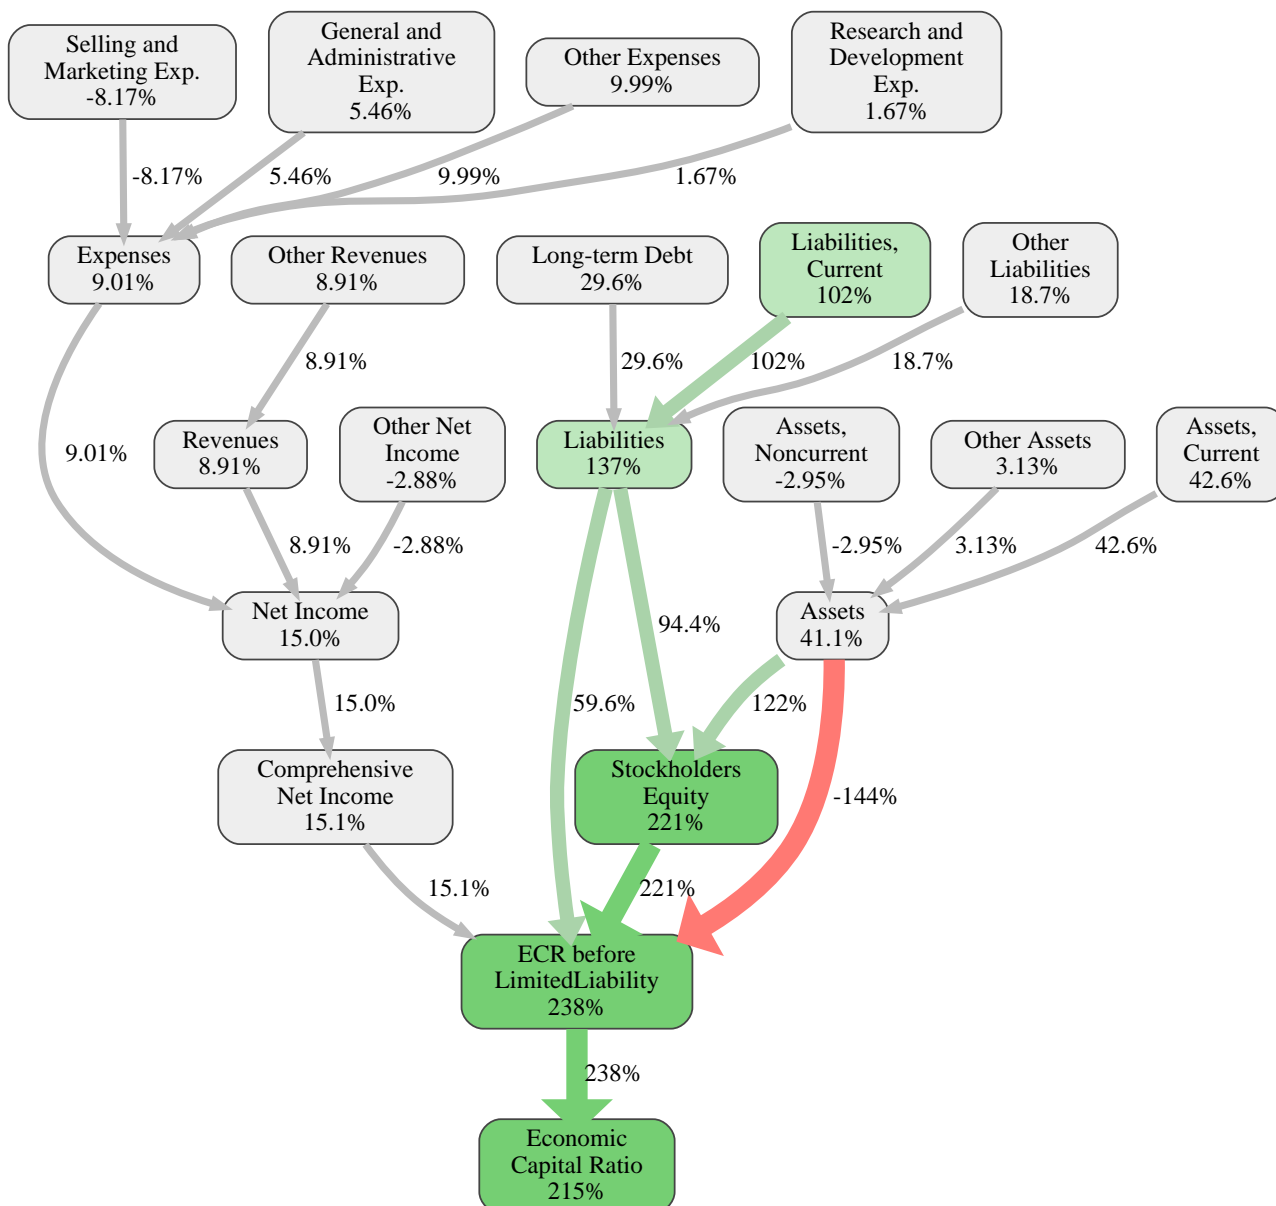 Selling and
Marketing Exp.
-8.17%
General and
Administrative
Exp.
5.46%
Other Expenses
9.99%
Research and
Development
Exp.
1.67%
-8.17%
5.46%
9.99%
1.67%
Expenses
9.01%
Other Revenues
8.91%
Long-term Debt
29.6%
Liabilities,
Current
102%
Other
Liabilities
18.7%
8.91%
29.6%
102%
18.7%
9.01%
Revenues
8.91%
Other Net
Income
-2.88%
Liabilities
137%
Assets,
Noncurrent
-2.95%
Other Assets
3.13%
Assets,
Current
42.6%
8.91%
-2.88%
-2.95%
3.13%
42.6%
Net Income
15.0%
94.4%
Assets
41.1%
15.0%
59.6%
122%
Comprehensive
Net Income
15.1%
Stockholders
Equity
221%
-144%
15.1%
221%
ECR before
LimitedLiability
238%
238%
Economic
Capital Ratio
215%